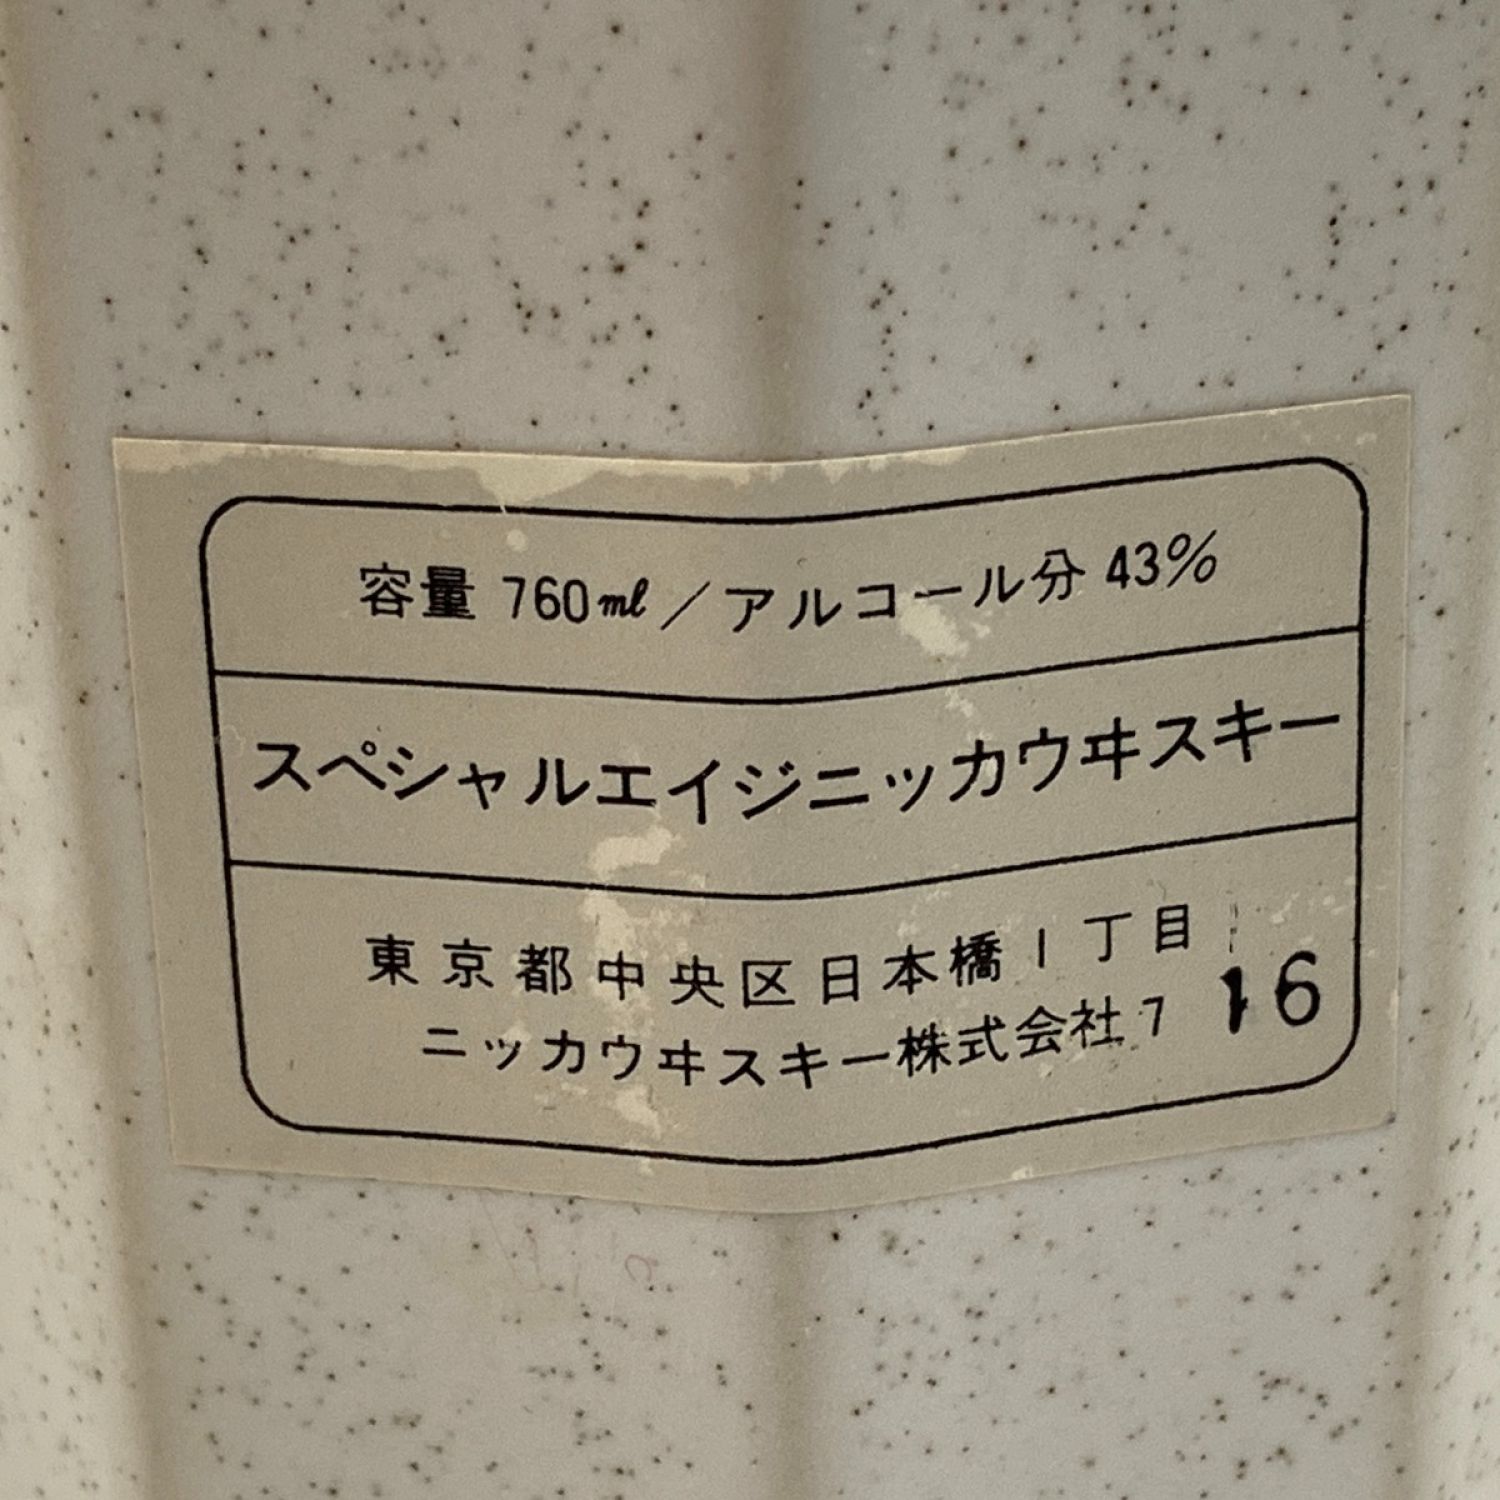 容量 760ml／アルコール分 43%
スペシャルエイジニッカウヰスキー
東京都中央区日本橋1丁目
ニッカウヰスキー株式会社 7 16